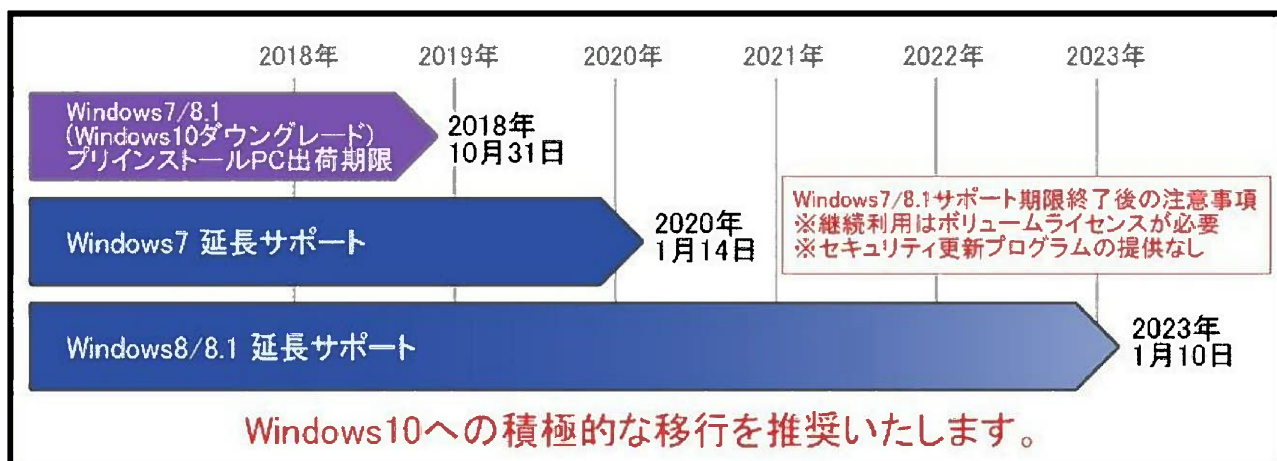 2018年 2019年 2020年 2021年 2022年 2023年
Windows7/8.1
(Windows10ダウングレード)
プリインストールPC出荷期限
2018年
10月31日
Windows7 延長サポート
2020年
1月14日
Windows7/8.1サポート期限終了後の注意事項
※継続利用はボリュームライセンスが必要
※セキュリティ更新プログラムの提供なし
Windows8/8.1 延長サポート
2023年
1月10日
Windows10への積極的な移行を推奨いたします。